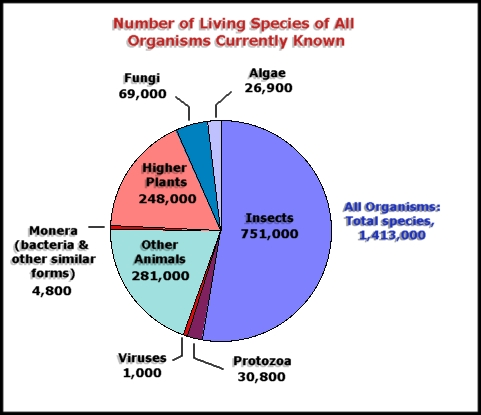 Number of Living Species of All
Organisms Currently Known
Fungi
69,000
Algae
26,900
Higher
Plants
248,000
Insects
751,000
All Organisms:
Total species,
1,413,000
Monera
(bacteria &
other similar
forms)
4,800
Other
Animals
281,000
Viruses
1,000
Protozoa
30,800